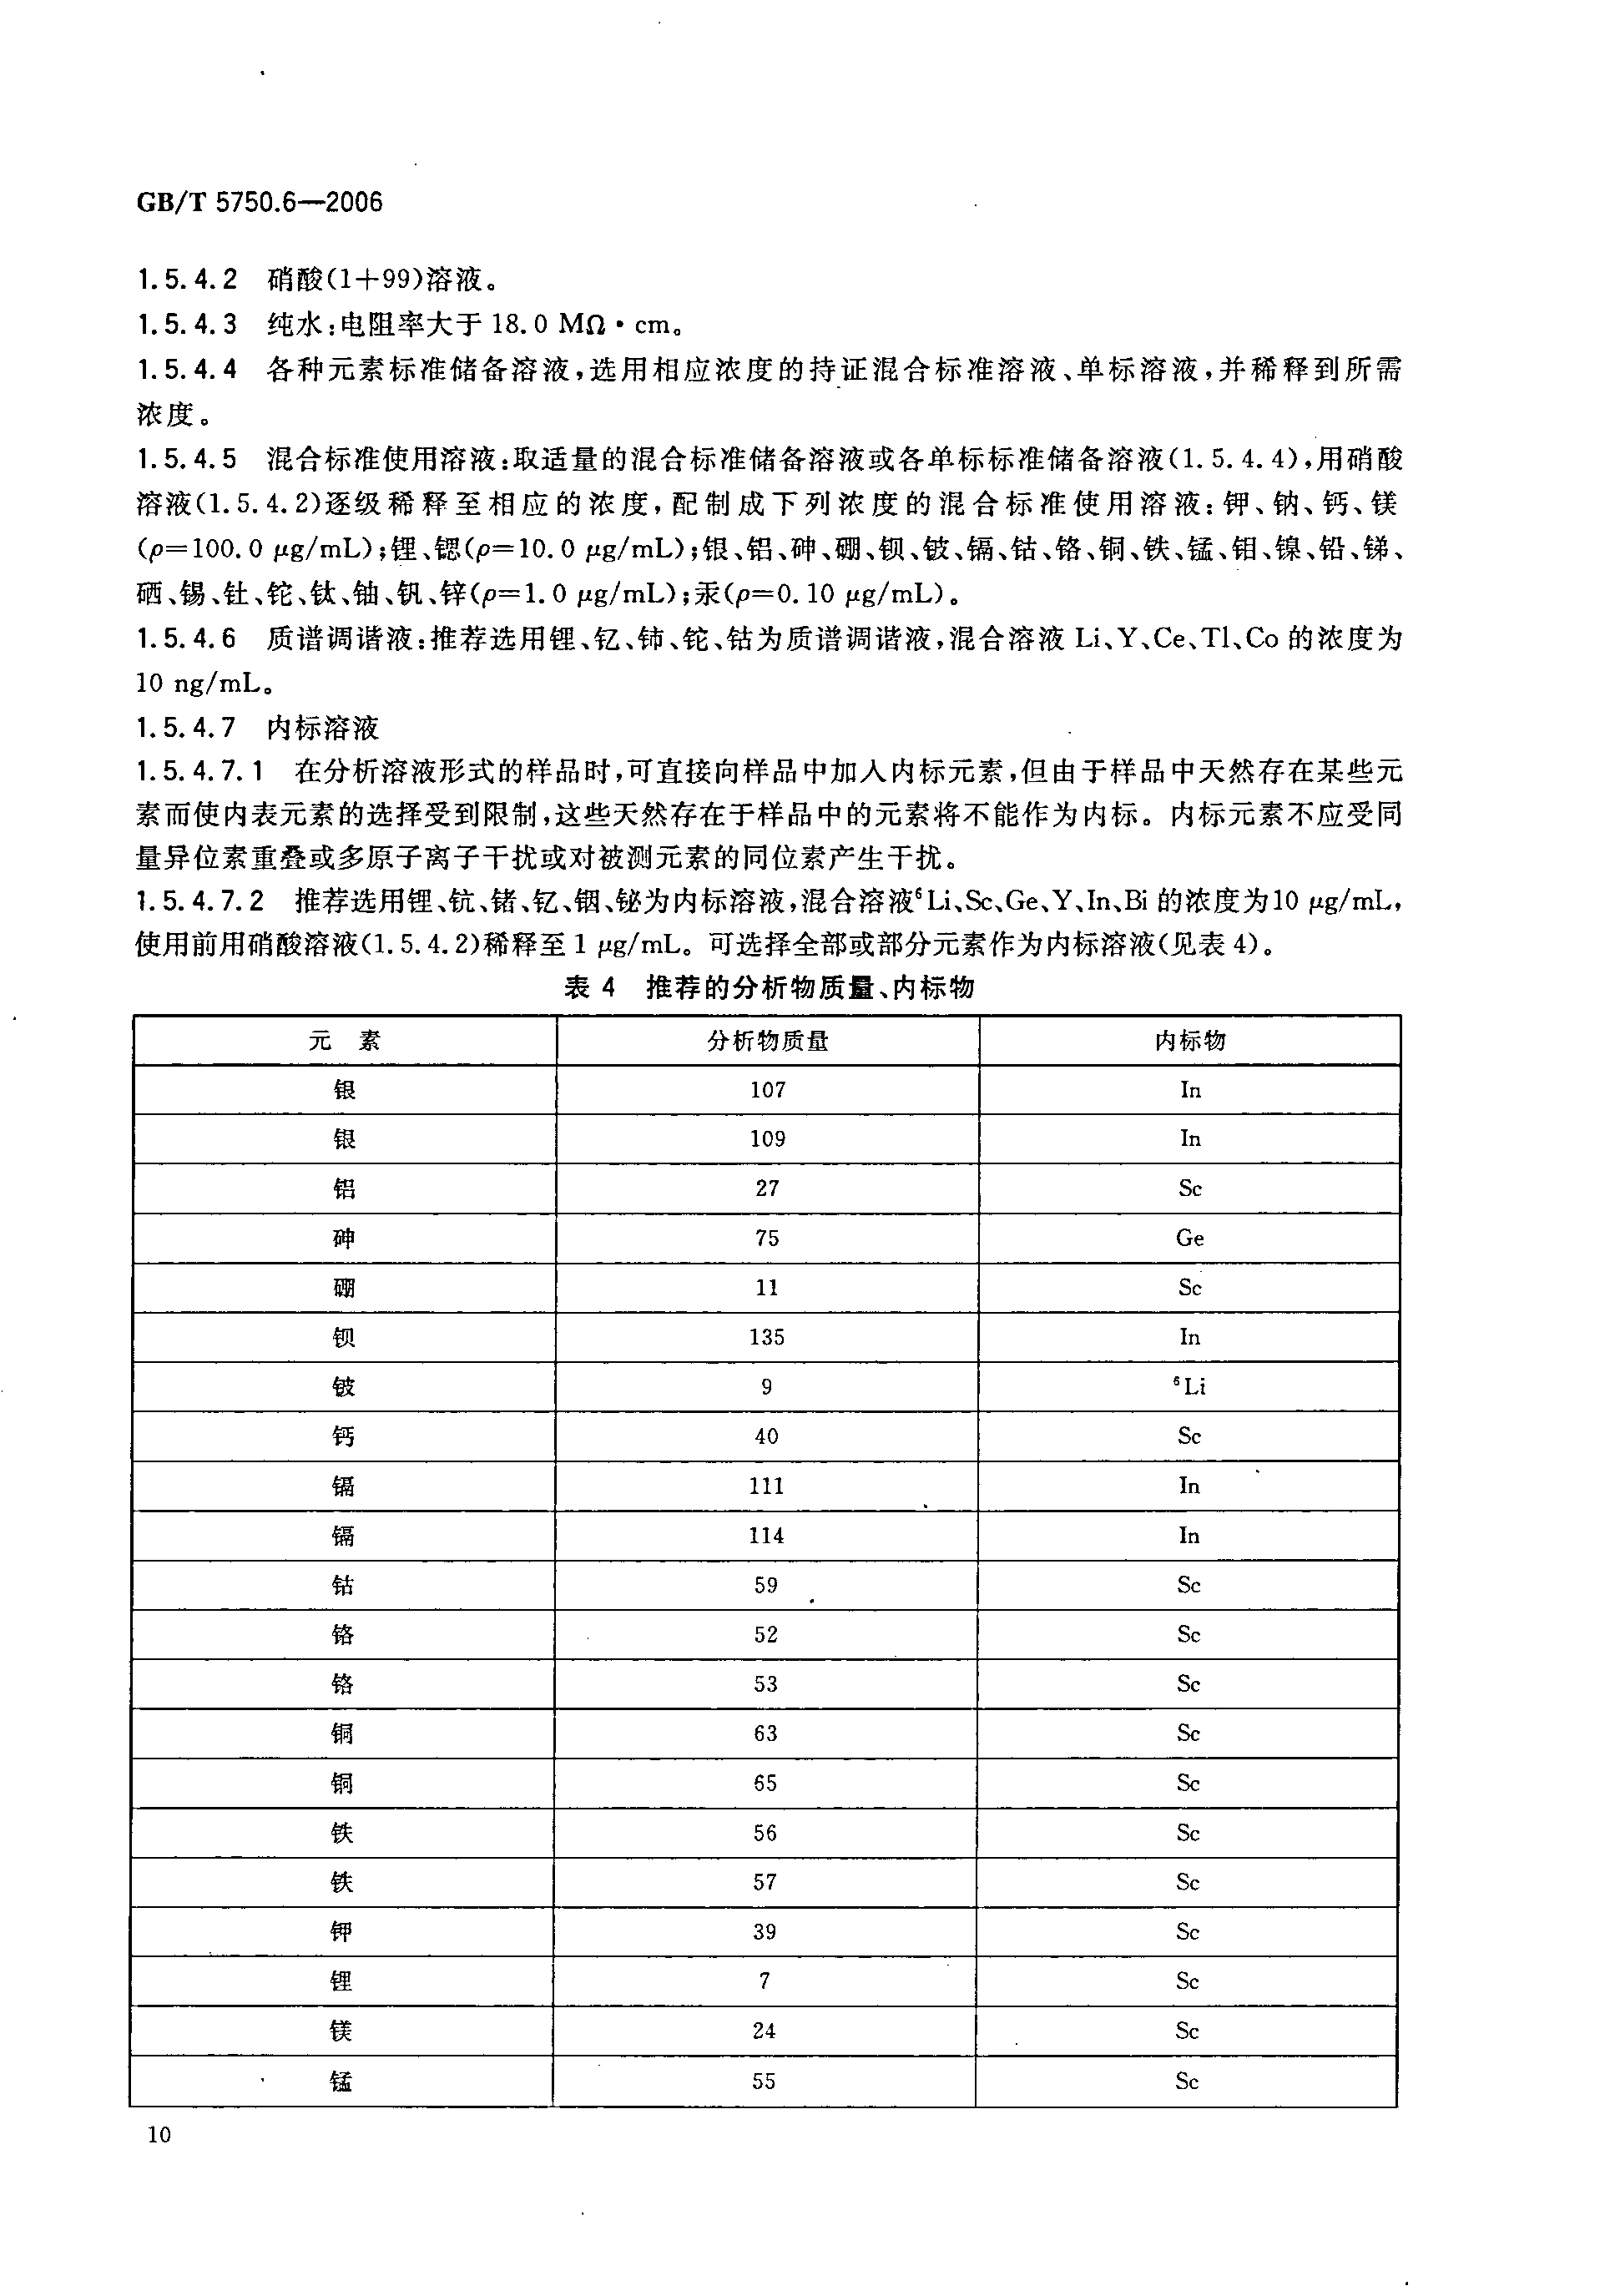 GB/T 5750.6—2006
1.5.4.2 硝酸(1+99)溶液。
1.5.4.3 纯水:电阻率大于 18.0 MΩ·cm。
1.5.4.4 各种元素标准储备溶液,选用相应浓度的持证混合标准溶液、单标溶液,并稀释到所需
浓度。
1.5.4.5 混合标准使用溶液:取适量的混合标准储备溶液或各单标标准储备溶液(1.5.4.4),用硝酸
溶液(1.5.4.2)逐级稀释至相应的浓度,配制成下列浓度的混合标准使用溶液:钾、钠、钙、镁
(ρ=100.0 μg/mL);锂、锶(ρ=10.0 μg/mL);银、铝、砷、硼、钡、铍、镉、钴、铬、铜、铁、锰、钼、镍、铅、锑、
硒、锡、钍、铊、钛、铀、钒、锌(ρ=1.0 μg/mL);汞(ρ=0.10 μg/mL)。
1.5.4.6 质谱调谐液:推荐选用锂、钇、铈、铊、钴为质谱调谐液,混合溶液 Li、Y、Ce、Tl、Co 的浓度为
10 ng/mL。
1.5.4.7 内标溶液
1.5.4.7.1 在分析溶液形式的样品时,可直接向样品中加入内标元素,但由于样品中天然存在某些元
素而使内表元素的选择受到限制,这些天然存在于样品中的元素将不能作为内标。内标元素不应受同
量异位素重叠或多原子离子干扰或对被测元素的同位素产生干扰。
1.5.4.7.2 推荐选用锂、钪、锗、钇、铟、铋为内标溶液,混合溶液⁶Li、Sc、Ge、Y、In、Bi 的浓度为10 μg/mL,
使用前用硝酸溶液(1.5.4.2)稀释至 1 μg/mL。可选择全部或部分元素作为内标溶液(见表 4)。
表 4 推荐的分析物质量、内标物
元 素 分析物质量 内标物
银 107 In
银 109 In
铝 27 Sc
砷 75 Ge
硼 11 Sc
钡 135 In
铍 9 ⁶Li
钙 40 Sc
镉 111 In
镉 114 In
钴 59 Sc
铬 52 Sc
铬 53 Sc
铜 63 Sc
铜 65 Sc
铁 56 Sc
铁 57 Sc
钾 39 Sc
锂 7 Sc
镁 24 Sc
锰 55 Sc
10